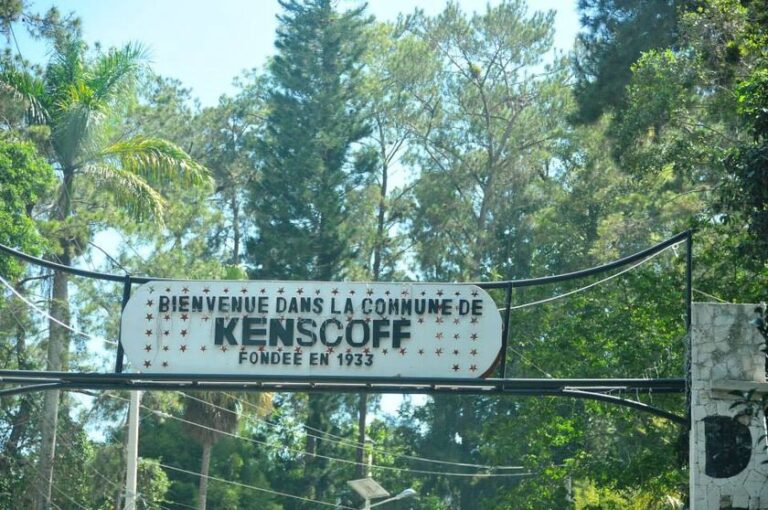 BIENVENUE DANS LA COMMUNE DE
KENSCOFF
FONDEE EN 1933